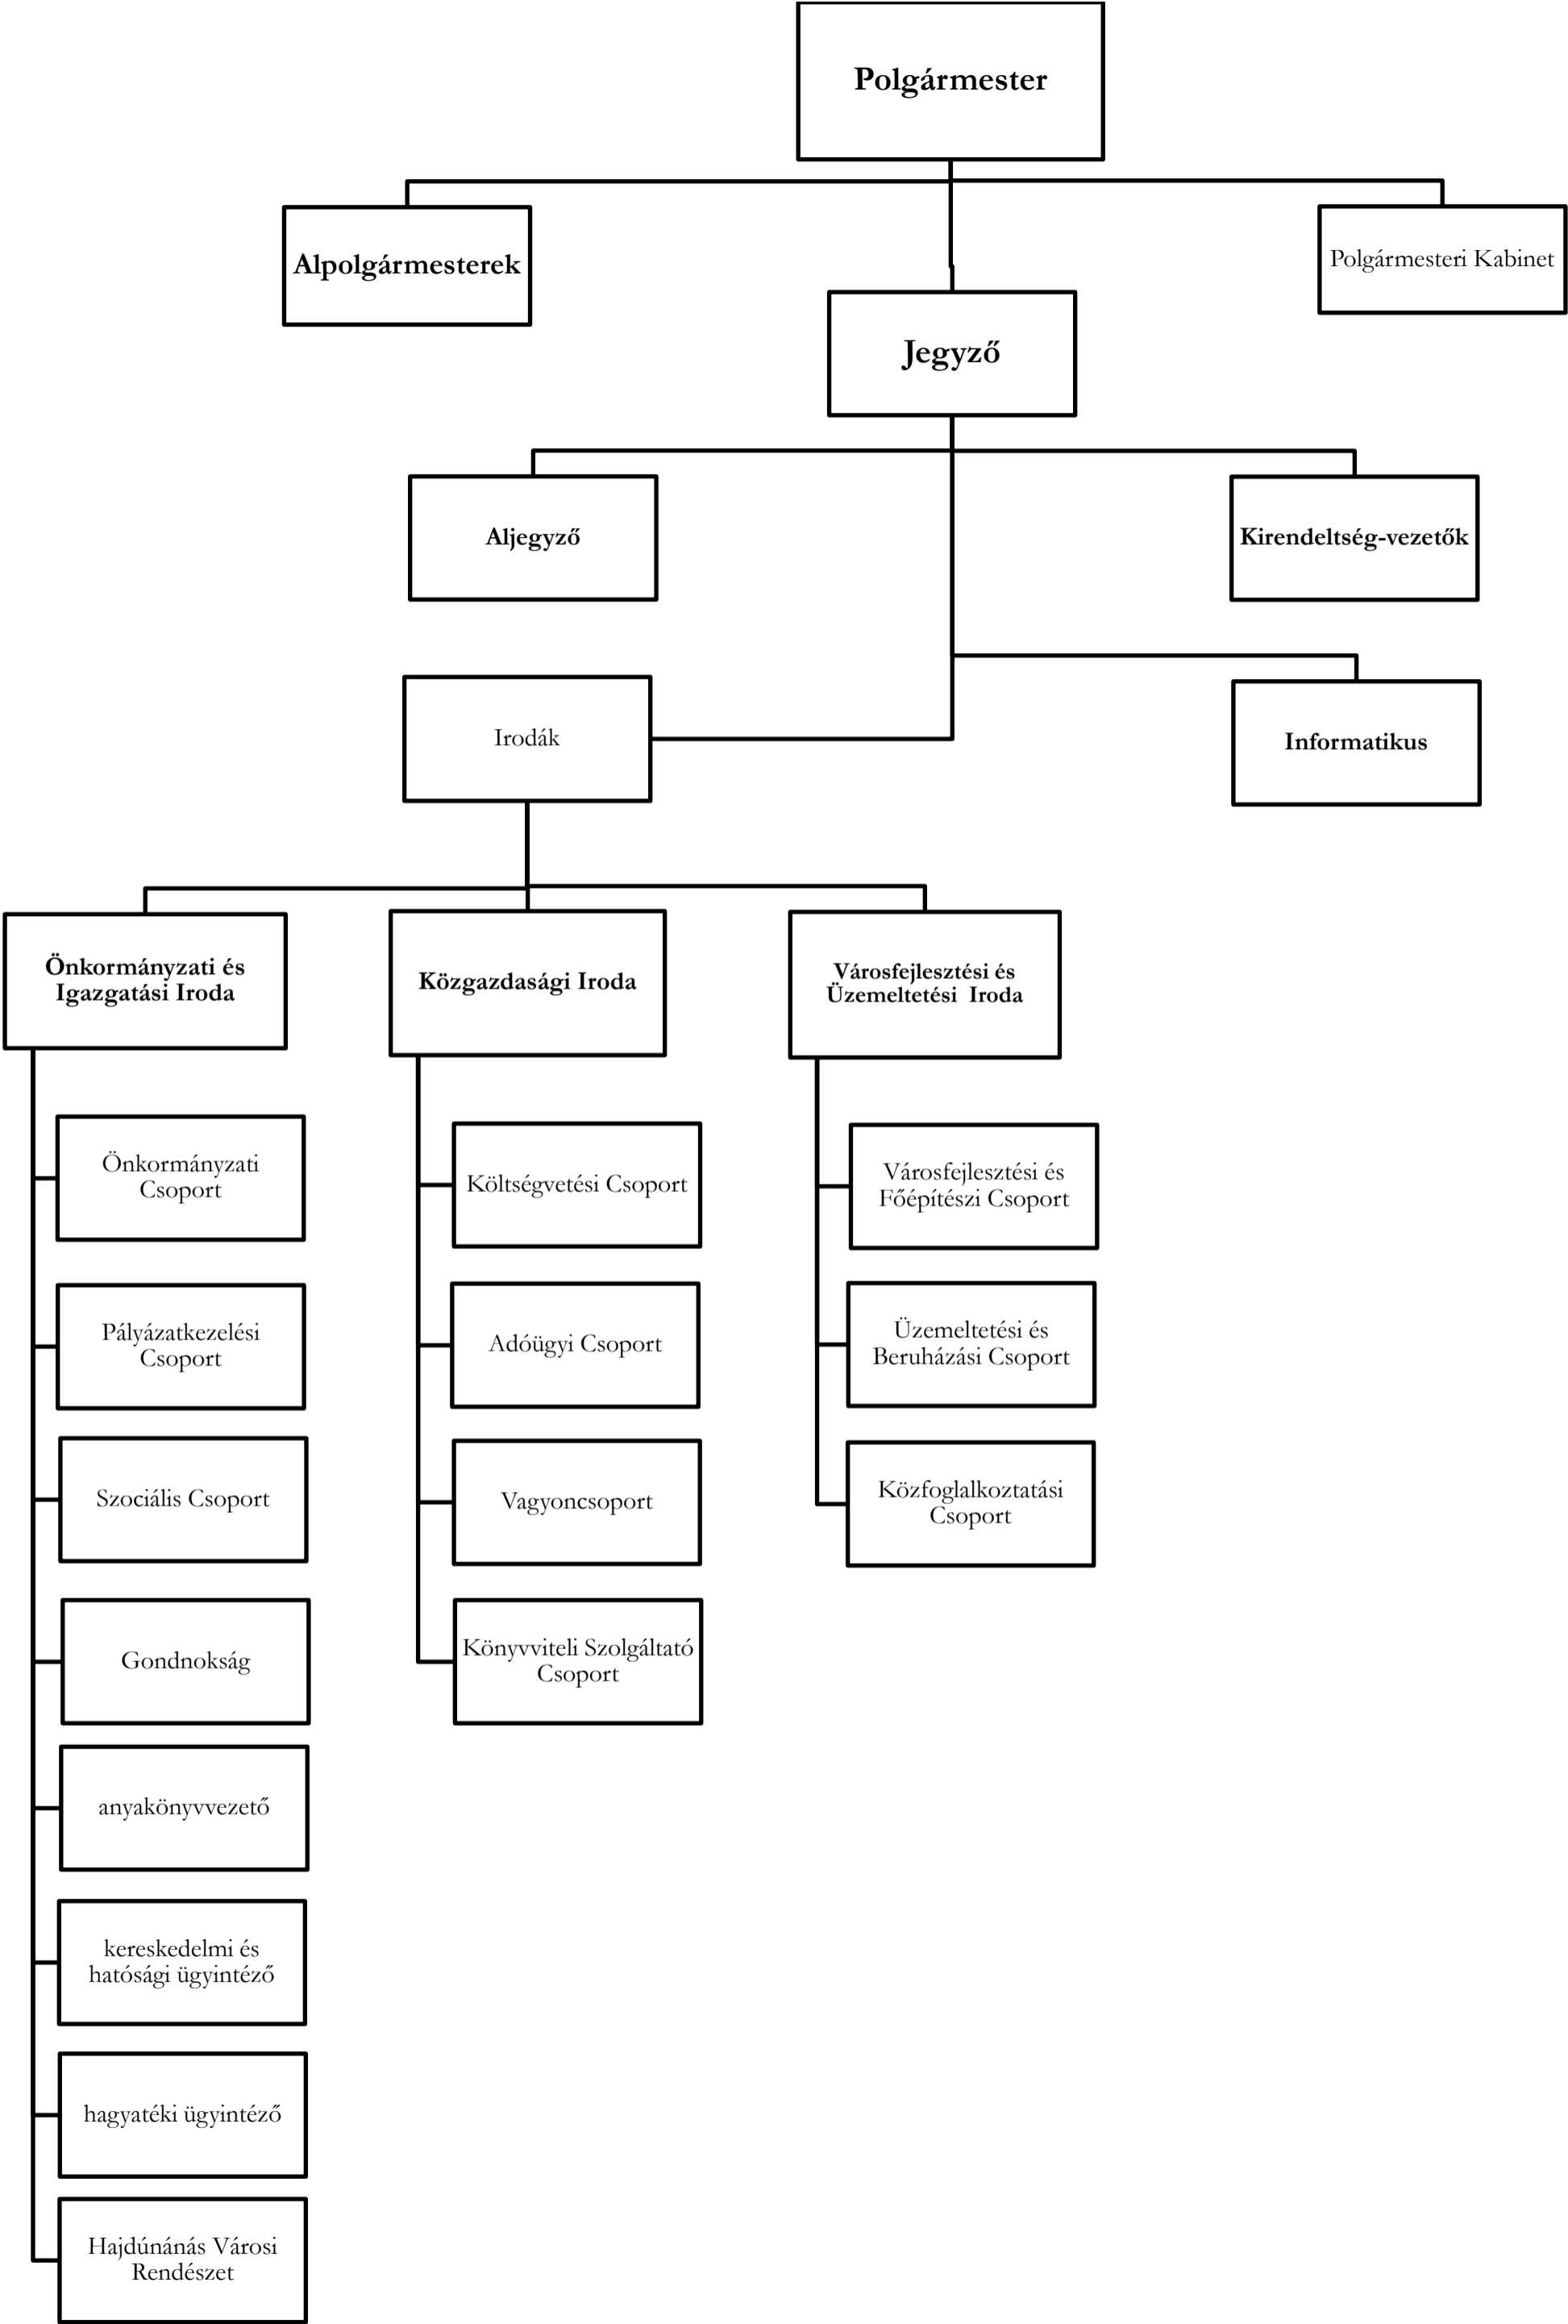 Polgármester
Alpolgármesterek
Polgármesteri Kabinet
Jegyző
Aljegyző
Kirendeltség-vezetők
Irodák
Informatikus
Önkormányzati és
Igazgatási Iroda
Közgazdasági Iroda
Városfejlesztési és
Üzemeltetési Iroda
Önkormányzati
Csoport
Pályázatkezelési
Csoport
Szociális Csoport
Gondnokság
anyakönyvvezető
kereskedelmi és
hatósági ügyintéző
hagyatéki ügyintéző
Hajdúnánás Városi
Rendészet
Költségvetési Csoport
Adóügyi Csoport
Vagyoncsoport
Könyvviteli Szolgáltató
Csoport
Városfejlesztési és
Főépítészi Csoport
Üzemeltetési és
Beruházási Csoport
Közfoglalkoztatási
Csoport